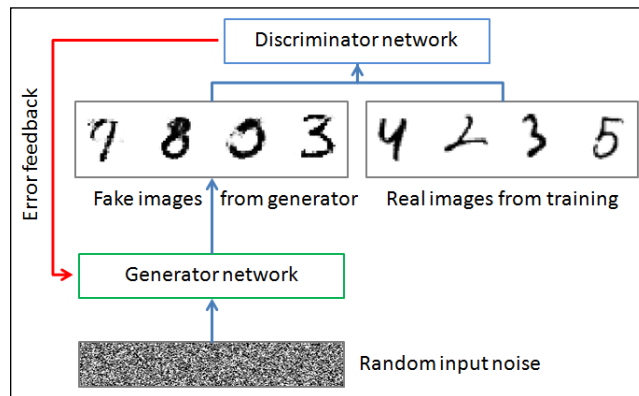 Discriminator network
Error feedback
7 8 0 3
4 2 3 5
Fake images from generator
Real images from training
Generator network
Random input noise